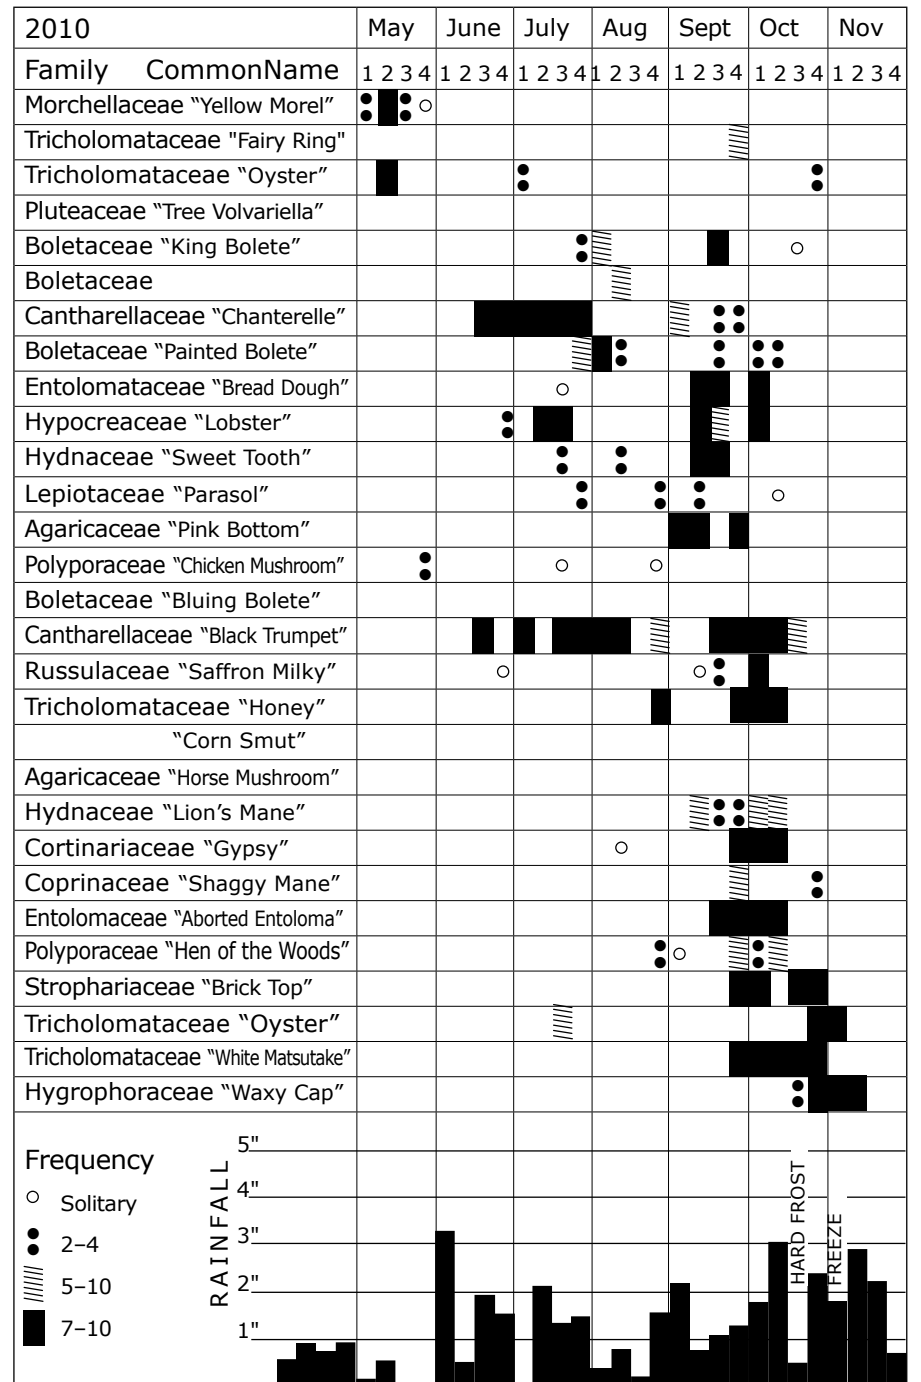 2010 May June July Aug Sept Oct Nov
Family CommonName 1 2 3 4 1 2 3 4 1 2 3 4 1 2 3 4 1 2 3 4 1 2 3 4 1 2 3 4
Morchellaceae “Yellow Morel”
Tricholomataceae "Fairy Ring"
Tricholomataceae “Oyster”
Pluteaceae “Tree Volvariella”
Boletaceae “King Bolete”
Boletaceae
Cantharellaceae “Chanterelle”
Boletaceae “Painted Bolete”
Entolomataceae “Bread Dough”
Hypocreaceae “Lobster”
Hydnaceae “Sweet Tooth”
Lepiotaceae “Parasol”
Agaricaceae “Pink Bottom”
Polyporaceae “Chicken Mushroom”
Boletaceae “Bluing Bolete”
Cantharellaceae “Black Trumpet”
Russulaceae “Saffron Milky”
Tricholomataceae “Honey”
“Corn Smut”
Agaricaceae “Horse Mushroom”
Hydnaceae “Lion’s Mane”
Cortinariaceae “Gypsy”
Coprinaceae “Shaggy Mane”
Entolomaceae “Aborted Entoloma”
Polyporaceae “Hen of the Woods”
Strophariaceae “Brick Top”
Tricholomataceae “Oyster”
Tricholomataceae “White Matsutake”
Hygrophoraceae “Waxy Cap”
Frequency
Solitary
2–4
5–10
7–10
RAINFALL
5"
4"
3"
2"
1"
HARD FROST
FREEZE